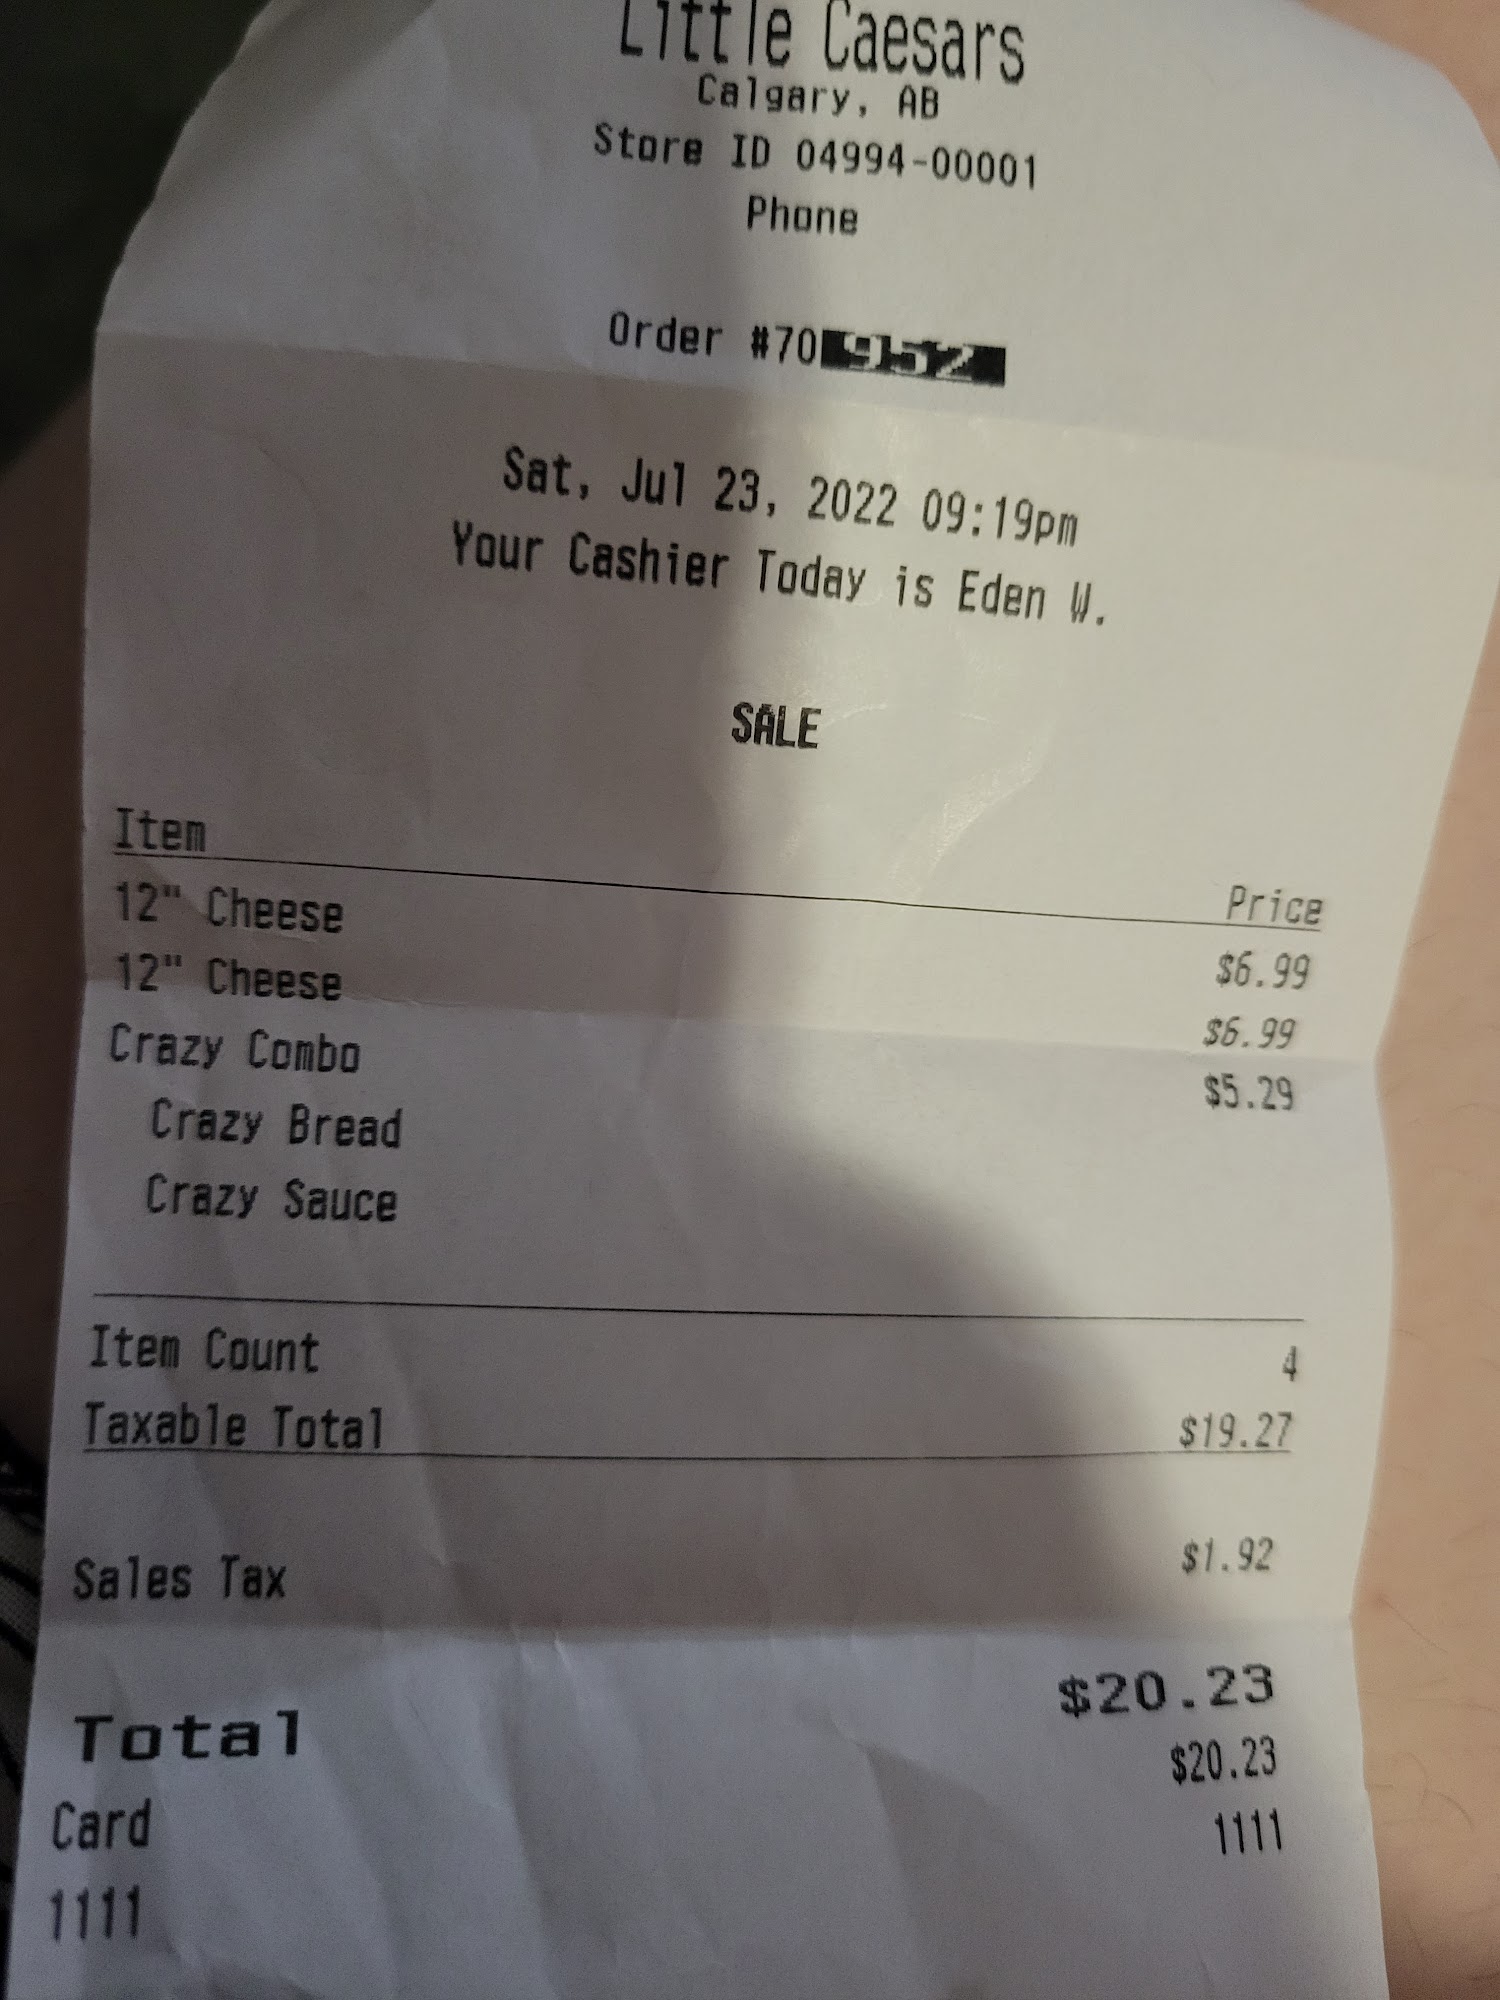 Little Caesars
Calgary, AB
Store ID 04994-00001
Phone
Order #70952
Sat, Jul 23, 2022 09:19pm
Your Cashier Today is Eden W.
SALE
Item Price
12" Cheese $6.99
12" Cheese $6.99
Crazy Combo $5.29
Crazy Bread
Crazy Sauce
Item Count 4
Taxable Total $19.27
Sales Tax $1.92
Total $20.23
Card $20.23
1111 1111